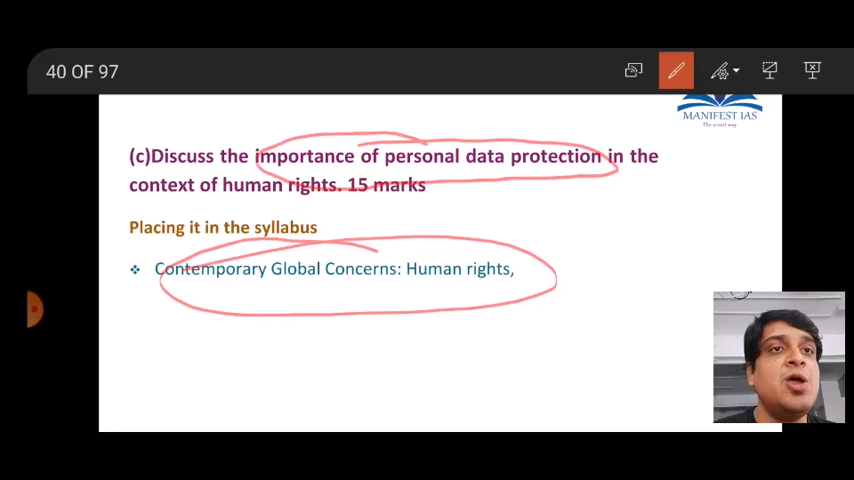 40 OF 97
MANIFEST IAS
The smart way
(c)Discuss the importance of personal data protection in the
context of human rights. 15 marks
Placing it in the syllabus
❖ Contemporary Global Concerns: Human rights,